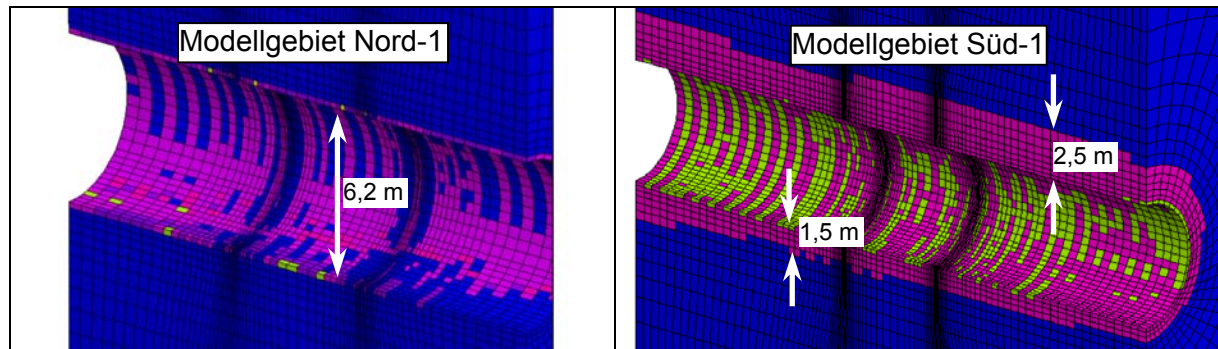 Modellgebiet Nord-1
6,2 m
Modellgebiet Süd-1
2,5 m
1,5 m